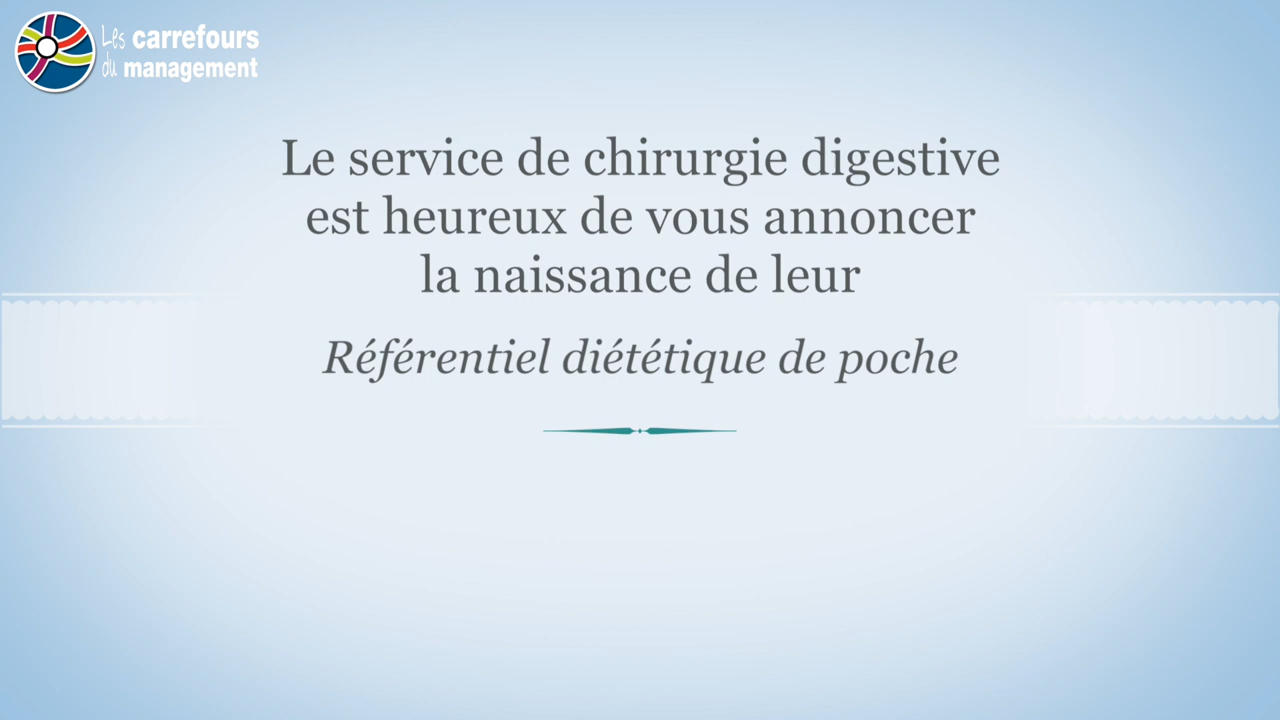 Les carrefours
du management
Le service de chirurgie digestive
est heureux de vous annoncer
la naissance de leur
Référentiel diététique de poche